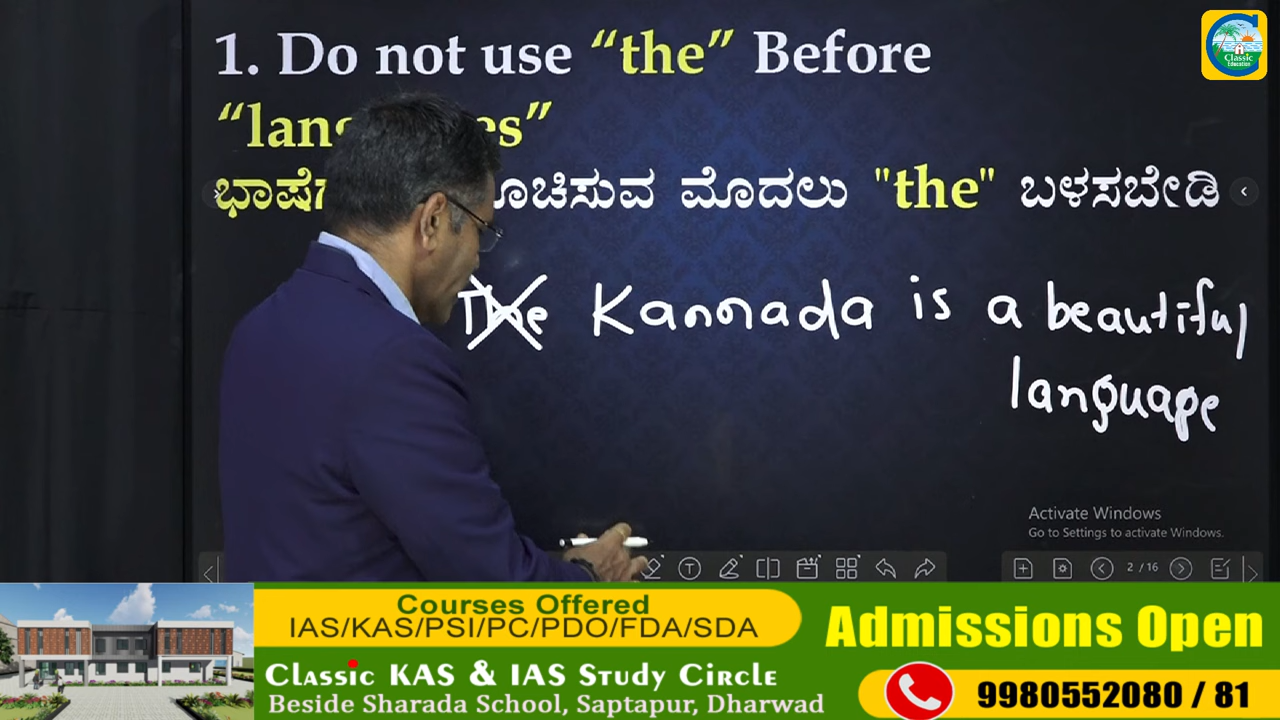 1. Do not use "the" Before
Classic
Education
ಮೊದಲು "the" ಬಳಸಬೇಡಿ
The Kannada is a beautiful
language
Activate Windows
Go to Settings to activate Windows.
2 / 16
Courses Offered
IAS/KAS/PSI/PC/PDO/FDA/SDA
Admissions Open
Classic KAS & IAS Study Circle
Beside Sharada School, Saptapur, Dharwad
9980552080 / 81